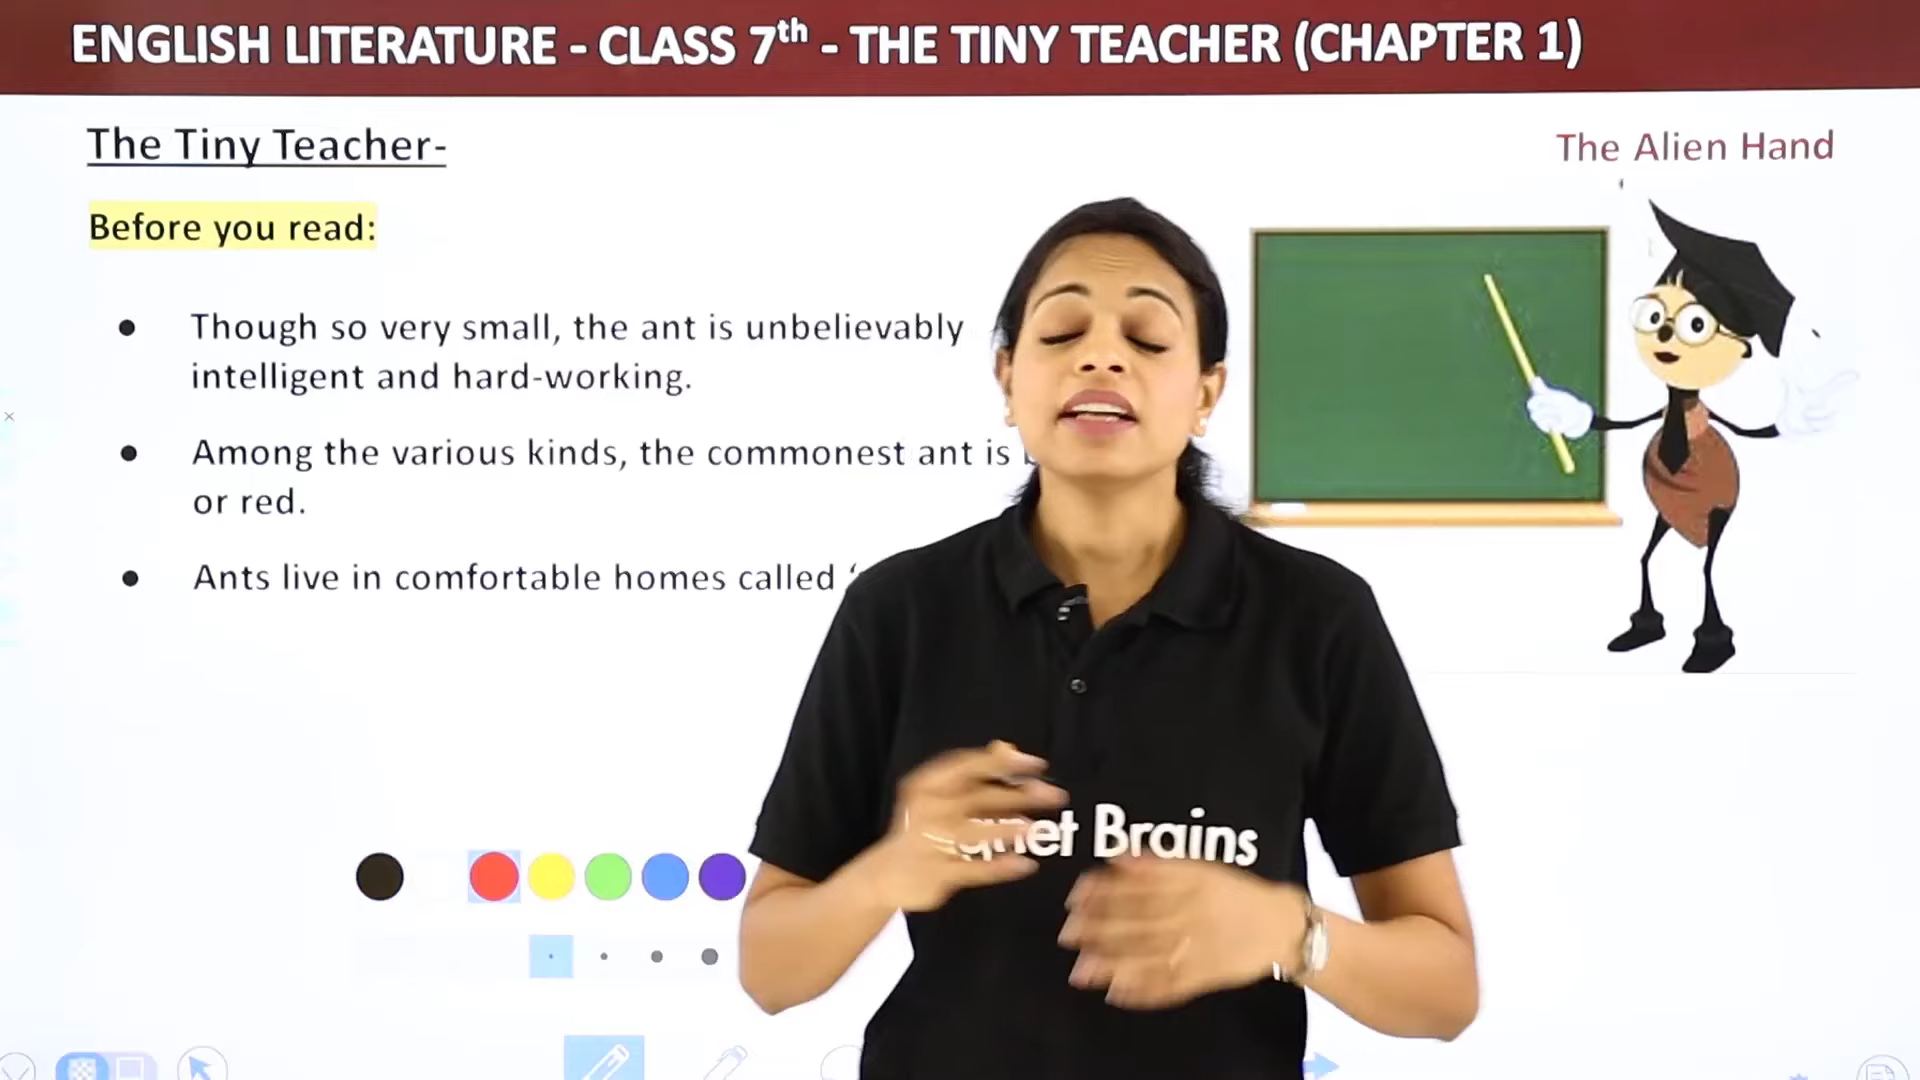 ENGLISH LITERATURE - CLASS 7th - THE TINY TEACHER (CHAPTER 1)
The Tiny Teacher-
The Alien Hand
Before you read:
● Though so very small, the ant is unbelievably
intelligent and hard-working.
● Among the various kinds, the commonest ant is
or red.
● Ants live in comfortable homes called ‘
Brains